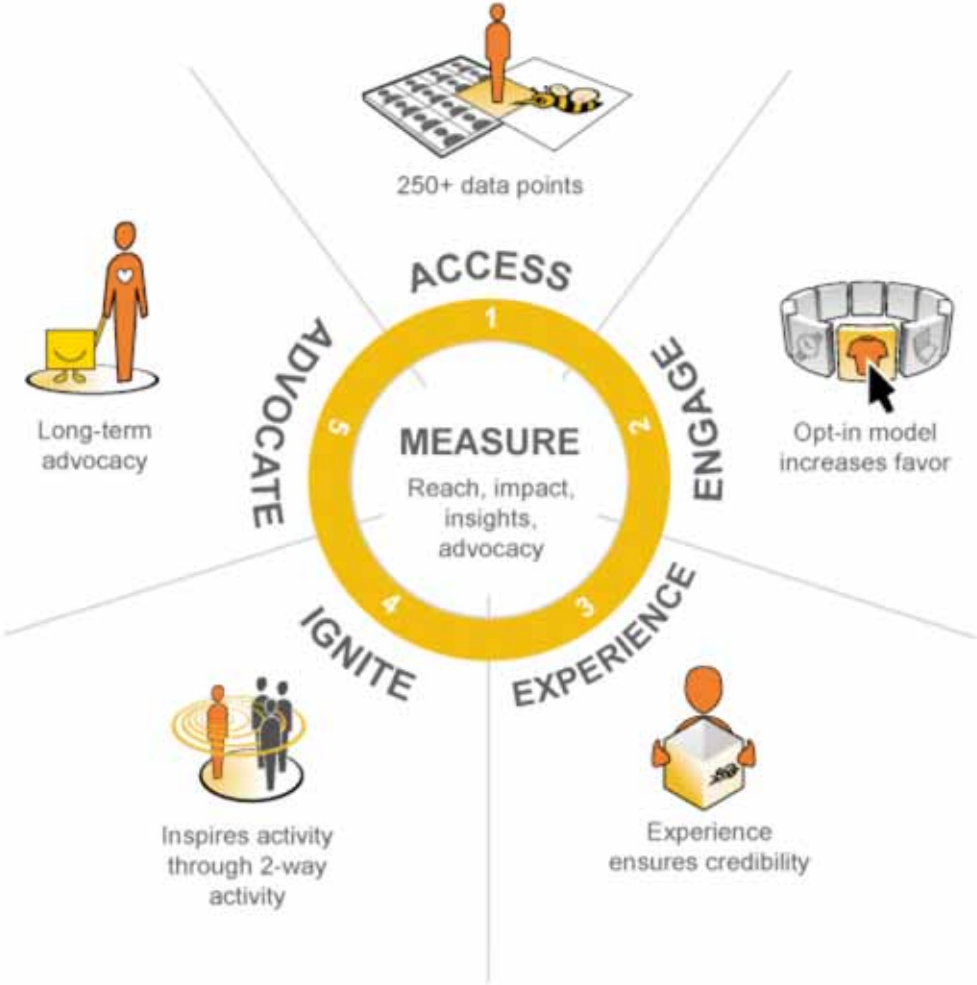 250+ data points
ACCESS
1
ENGAGE
2
Opt-in model
increases favor
EXPERIENCE
3
Experience
ensures credibility
IGNITE
4
Inspires activity
through 2-way
activity
ADVOCATE
5
Long-term
advocacy
MEASURE
Reach, impact,
insights,
advocacy